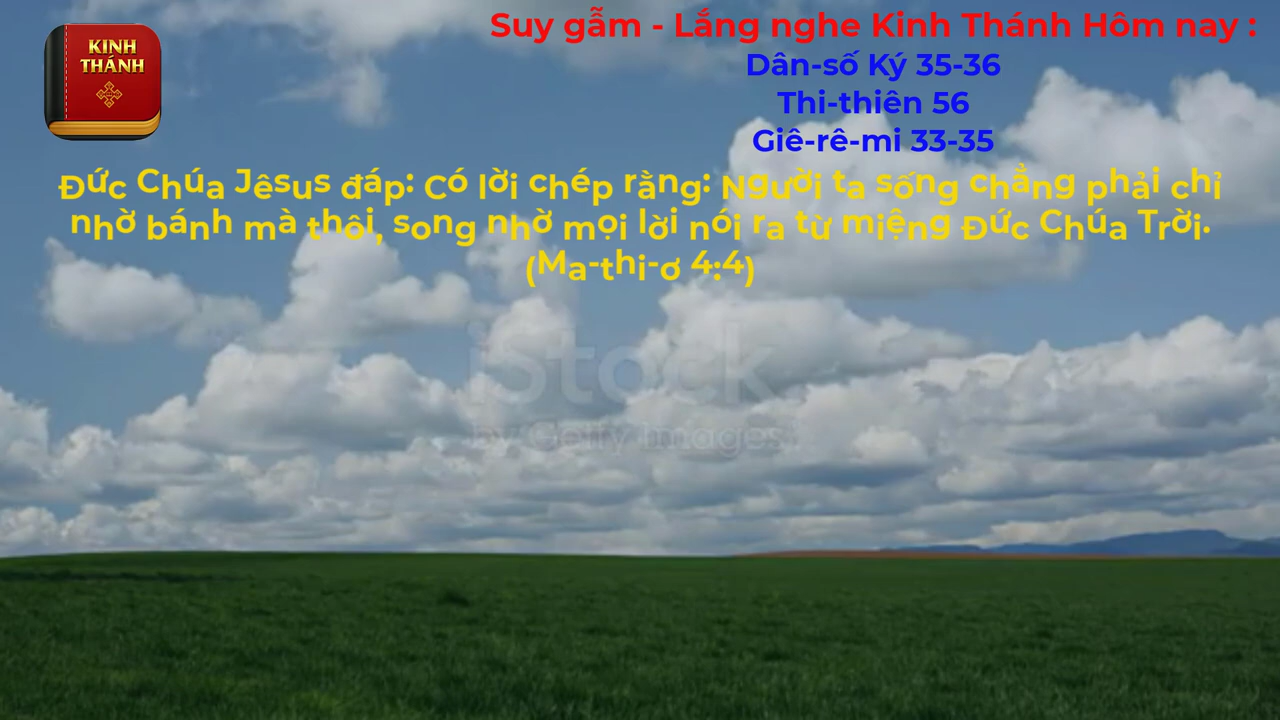 KINH
THÁNH
Suy gẫm - Lắng nghe Kinh Thánh Hôm nay :
Dân-số Ký 35-36
Thi-thiên 56
Giê-rê-mi 33-35
Đức Chúa Jêsus đáp: Có lời chép rằng: Người ta sống chẳng phải chỉ
nhờ bánh mà thôi, song nhờ mọi lời nói ra từ miệng Đức Chúa Trời.
(Ma-thi-ơ 4:4)
iStock
by Getty Images